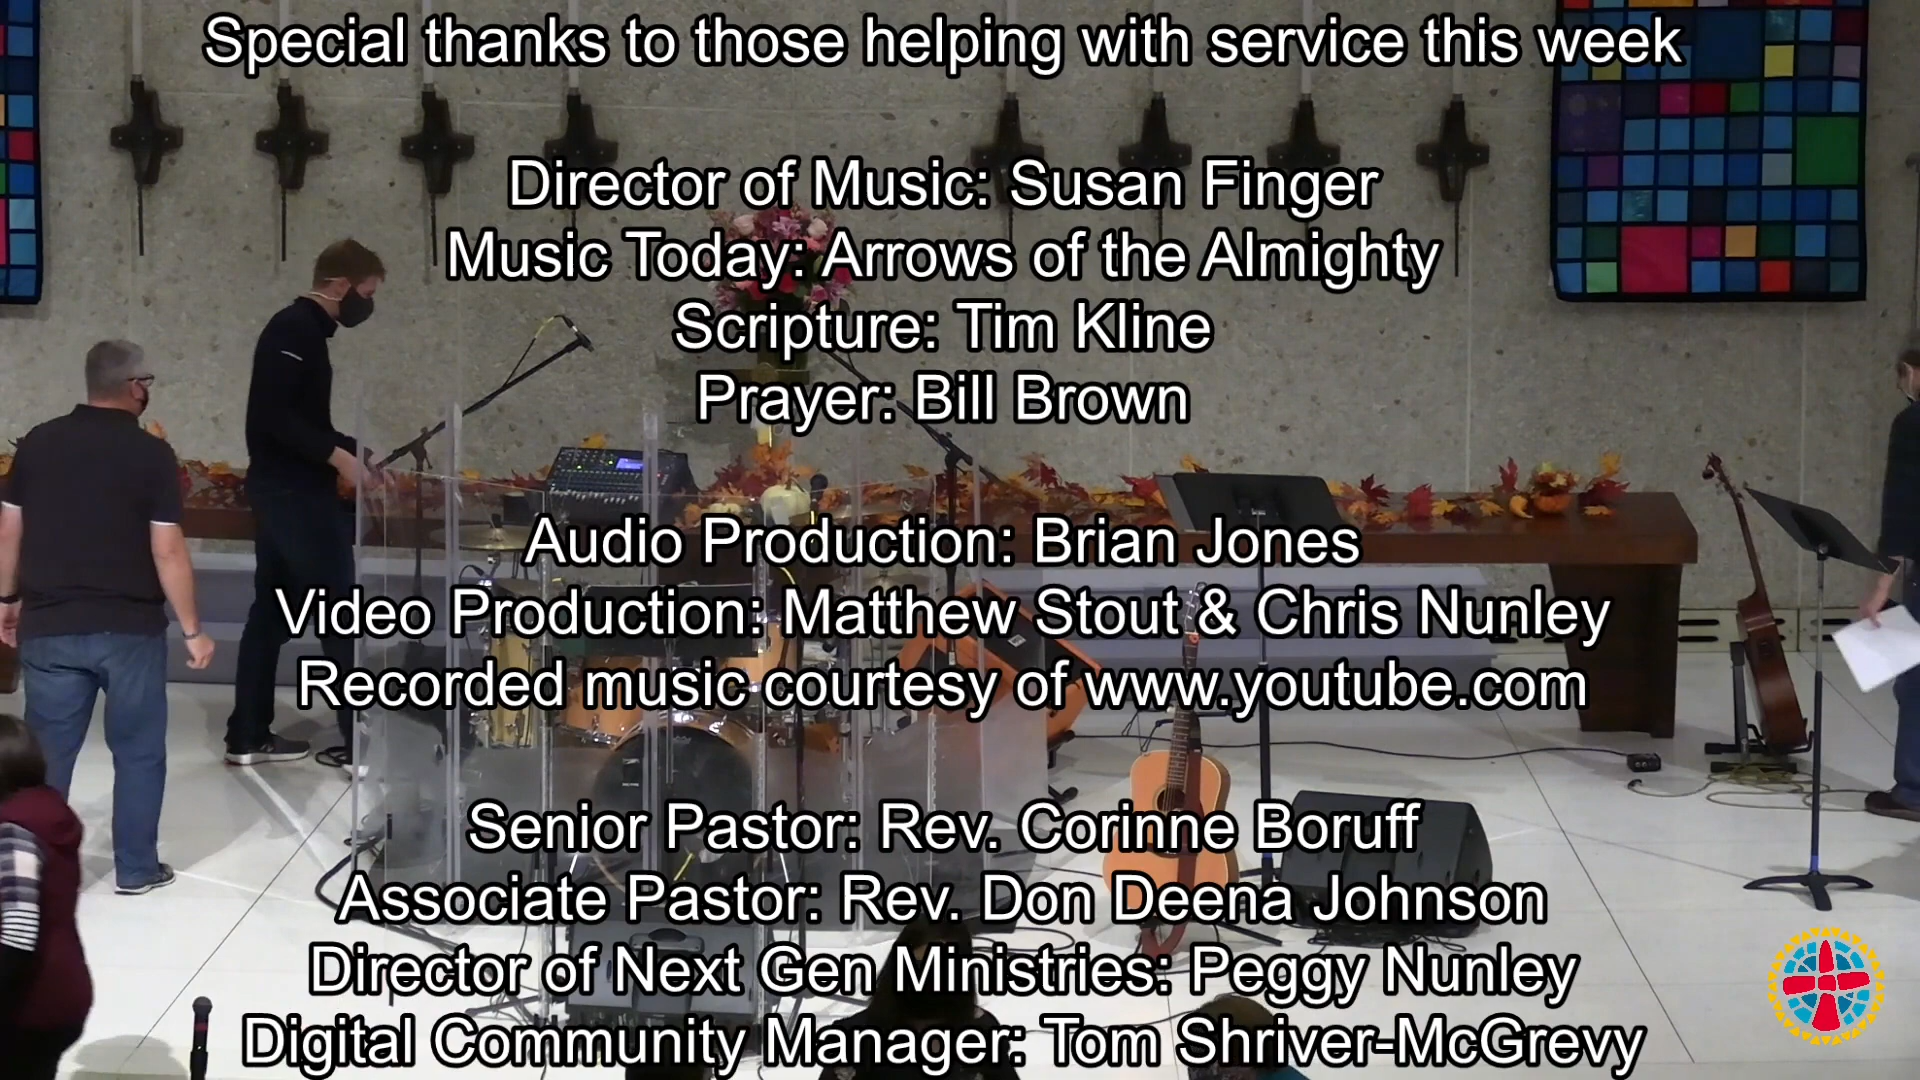 Special thanks to those helping with service this week
Director of Music: Susan Finger
Music Today: Arrows of the Almighty
Scripture: Tim Kline
Prayer: Bill Brown
Audio Production: Brian Jones
Video Production: Matthew Stout & Chris Nunley
Recorded music courtesy of www.youtube.com
Senior Pastor: Rev. Corinne Boruff
Associate Pastor: Rev. Don Deena Johnson
Director of Next Gen Ministries: Peggy Nunley
Digital Community Manager: Tom Shriver-McGrevy